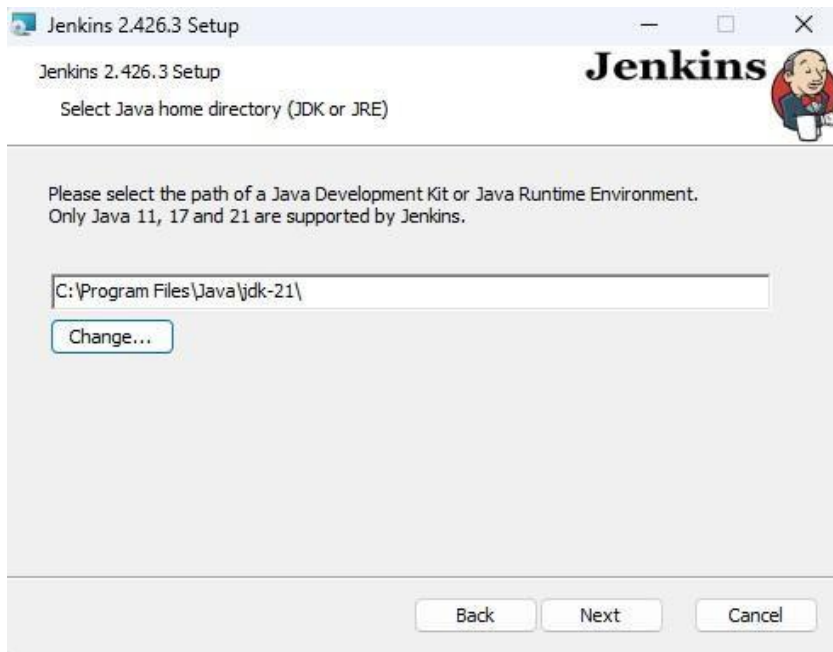 Jenkins 2.426.3 Setup
Jenkins 2.426.3 Setup
Jenkins
Select Java home directory (JDK or JRE)
Please select the path of a Java Development Kit or Java Runtime Environment.
Only Java 11, 17 and 21 are supported by Jenkins.
C:\Program Files\Java\jdk-21\
Change...
Back Next Cancel